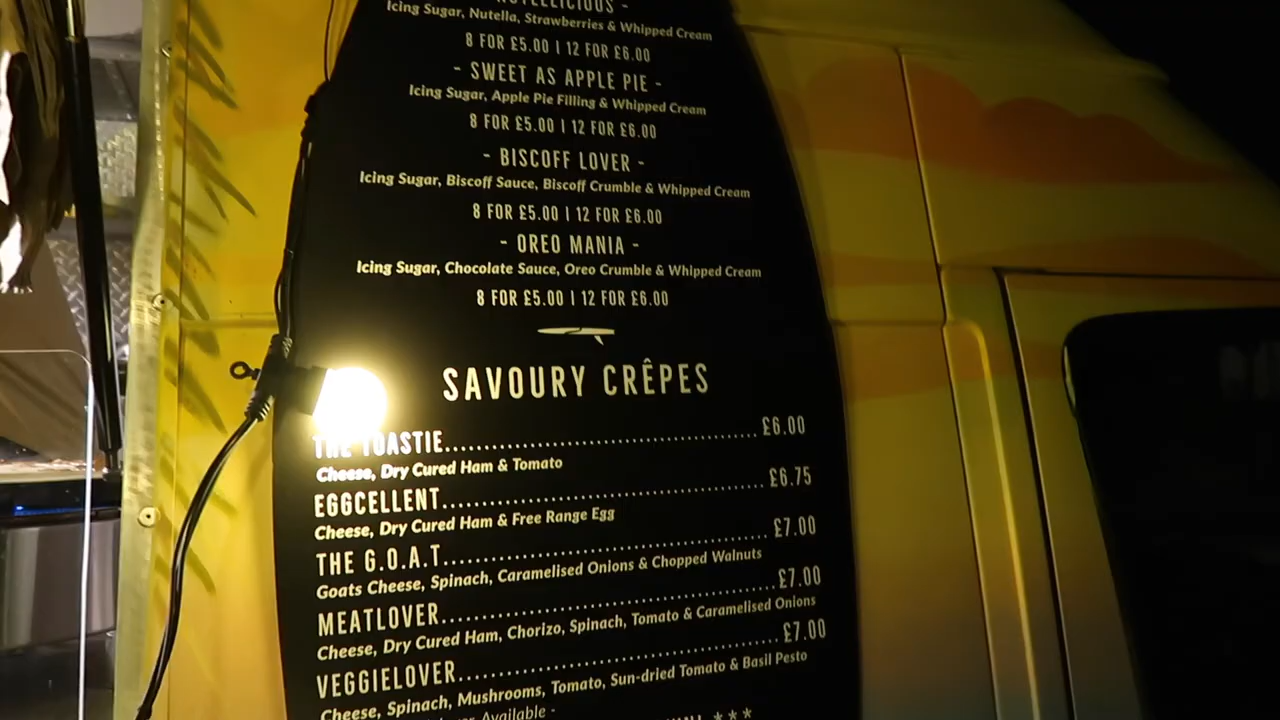 Icing Sugar, Nutella, Strawberries & Whipped Cream
8 FOR £5.00 | 12 FOR £6.00
- SWEET AS APPLE PIE -
Icing Sugar, Apple Pie Filling & Whipped Cream
8 FOR £5.00 | 12 FOR £6.00
- BISCOFF LOVER -
Icing Sugar, Biscoff Sauce, Biscoff Crumble & Whipped Cream
8 FOR £5.00 | 12 FOR £6.00
- OREO MANIA -
Icing Sugar, Chocolate Sauce, Oreo Crumble & Whipped Cream
8 FOR £5.00 | 12 FOR £6.00
SAVOURY CRÊPES
THE TOASTIE........................................£6.00
Cheese, Dry Cured Ham & Tomato
EGGCELLENT........................................£6.75
Cheese, Dry Cured Ham & Free Range Egg
THE G.O.A.T........................................£7.00
Goats Cheese, Spinach, Caramelised Onions & Chopped Walnuts
MEATLOVER........................................£7.00
Cheese, Dry Cured Ham, Chorizo, Spinach, Tomato & Caramelised Onions
VEGGIELOVER........................................£7.00
Cheese, Spinach, Mushrooms, Tomato, Sun-dried Tomato & Basil Pesto
Available -
***